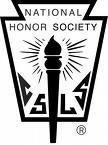 NATIONAL
HONOR SOCIETY
C S L S
®